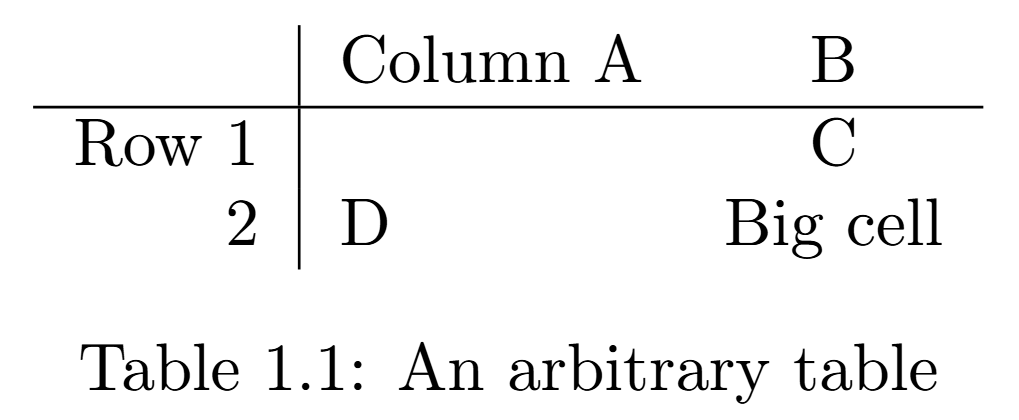 Column A B
Row 1 C
2 D Big cell
Table 1.1: An arbitrary table